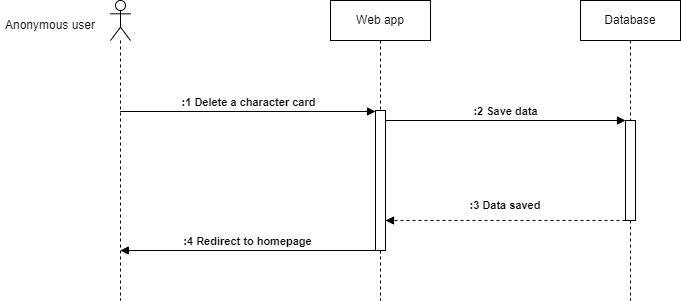 Anonymous user
Web app
Database
:1 Delete a character card
:2 Save data
:3 Data saved
:4 Redirect to homepage